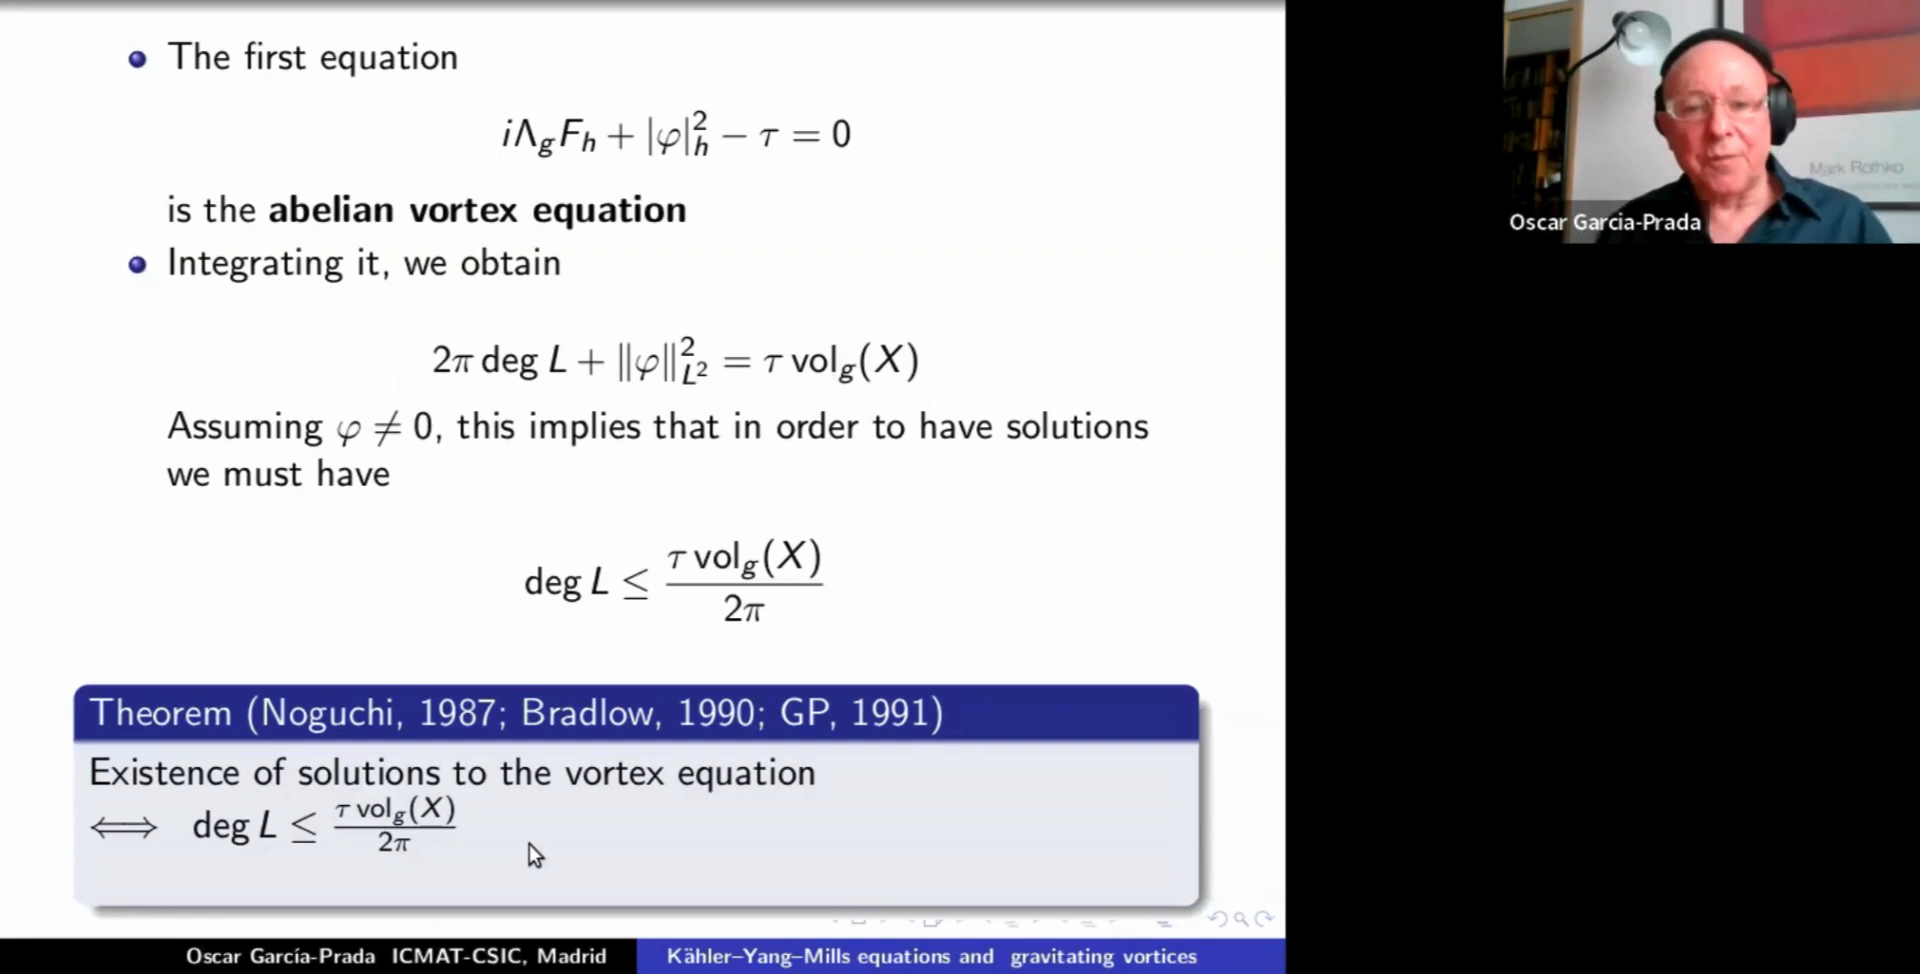 The first equation
iΛ_g F_h + |φ|²_h − τ = 0
is the abelian vortex equation
Integrating it, we obtain
2π deg L + ‖φ‖²_{L²} = τ vol_g(X)
Assuming φ ≠ 0, this implies that in order to have solutions
we must have
deg L ≤ τ vol_g(X) / 2π
Theorem (Noguchi, 1987; Bradlow, 1990; GP, 1991)
Existence of solutions to the vortex equation
⟺ deg L ≤ τ vol_g(X) / 2π
Oscar García-Prada ICMAT-CSIC, Madrid
Kähler–Yang–Mills equations and gravitating vortices
Mark Rothko
Oscar Garcia-Prada